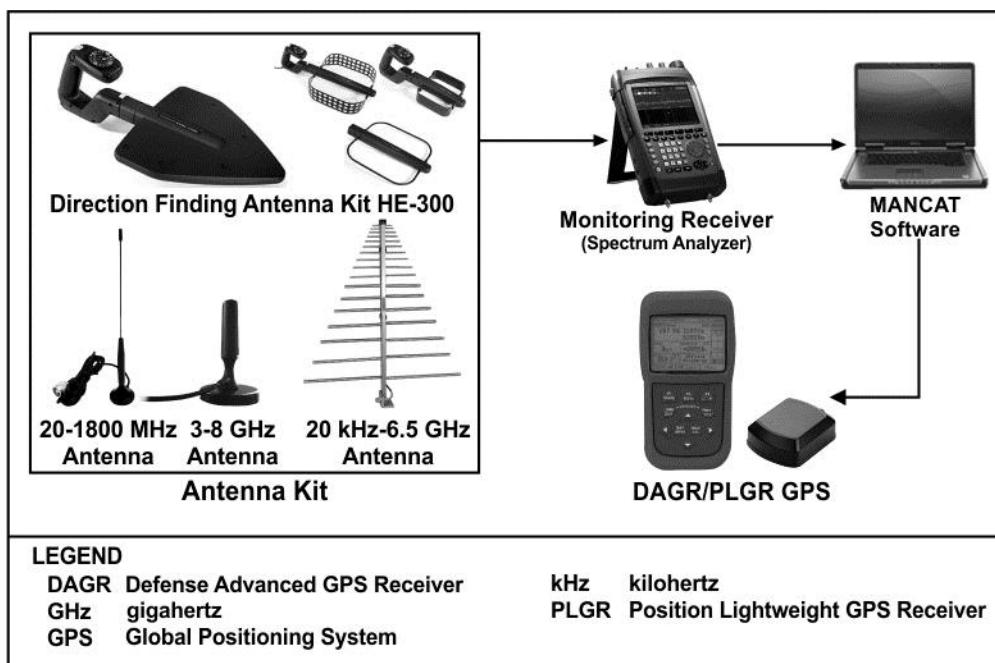 Direction Finding Antenna Kit HE-300
20-1800 MHz
Antenna
3-8 GHz
Antenna
20 kHz-6.5 GHz
Antenna
Antenna Kit
Monitoring Receiver
(Spectrum Analyzer)
MANCAT
Software
DAGR/PLGR GPS
LEGEND
DAGR Defense Advanced GPS Receiver
GHz gigahertz
GPS Global Positioning System
kHz kilohertz
PLGR Position Lightweight GPS Receiver